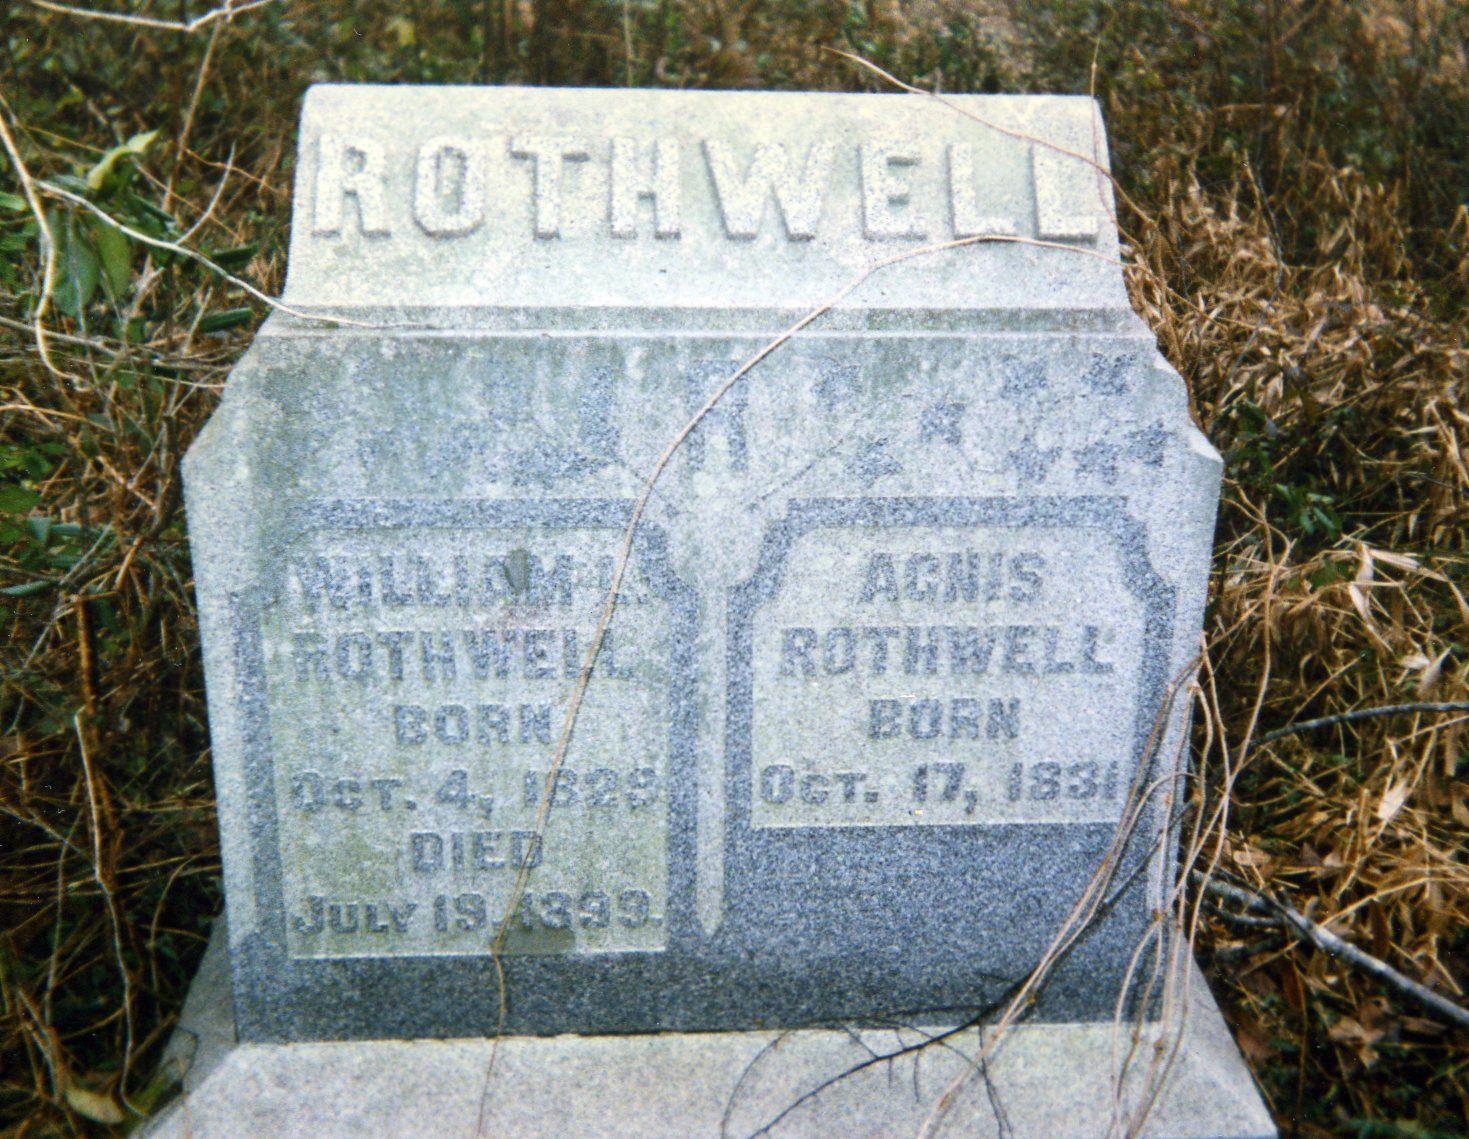 ROTHWELL
WILLIAM L.
ROTHWELL
BORN
OCT. 4, 1829
DIED
JULY 19, 1899.
AGNIS
ROTHWELL
BORN
OCT. 17, 1831